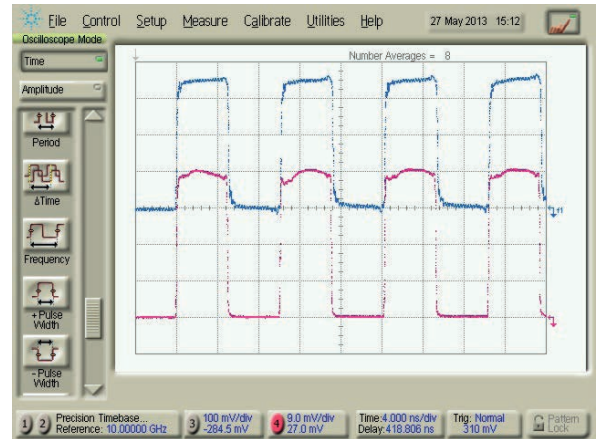 File Control Setup Measure Calibrate Utilities Help 27 May 2013 15:12
Oscilloscope Mode
Time
Number Averages = 8
Amplitude
Period
ΔTime
Frequency
+ Pulse
Width
- Pulse
Width
1 2 Precision Timebase...
Reference: 10.00000 GHz
3 100 mV/div
-284.5 mV
4 9.0 mV/div
27.0 mV
Time:4.000 ns/div
Delay:418.806 ns
Trig: Normal
310 mV
Pattern
Lock